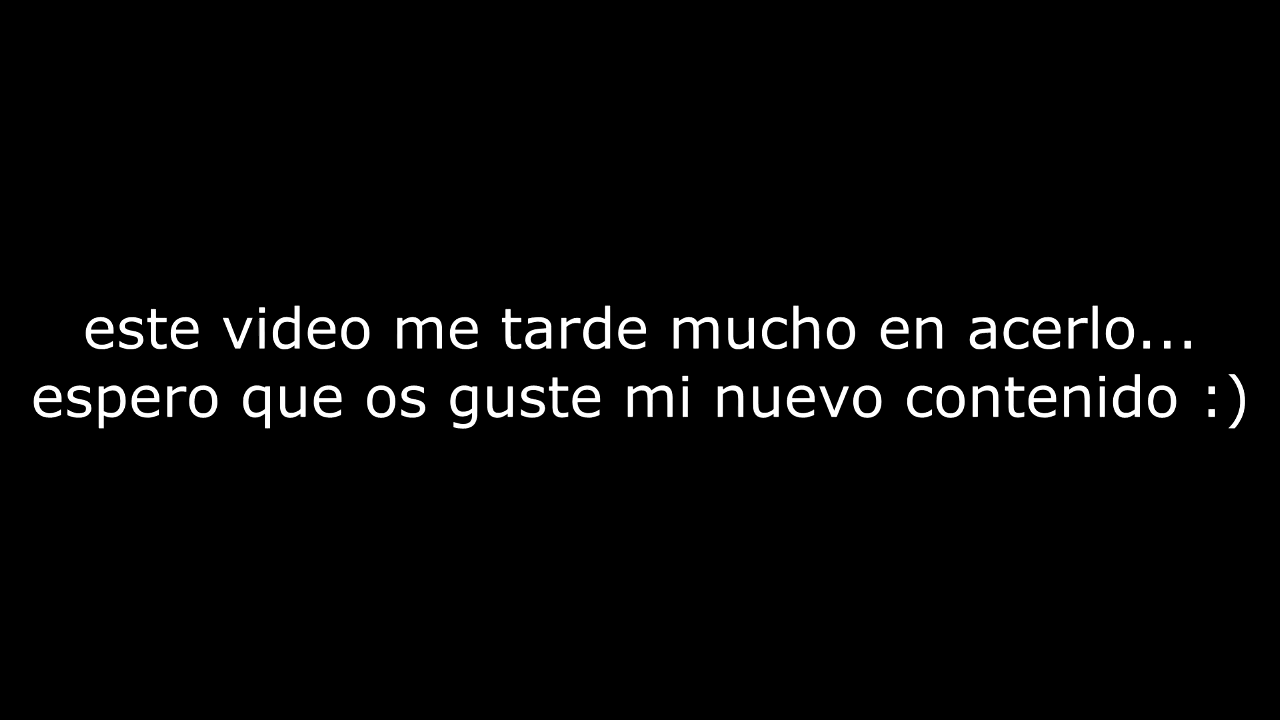 este video me tarde mucho en acerlo...
espero que os guste mi nuevo contenido :)